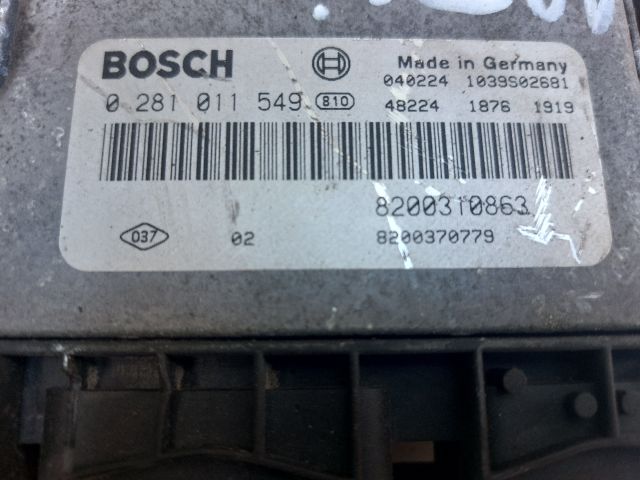 BOSCH Made in Germany
040224 1039S02681
0 281 011 549 810 48224 1876 1919
8200310863
037 02 8200370779